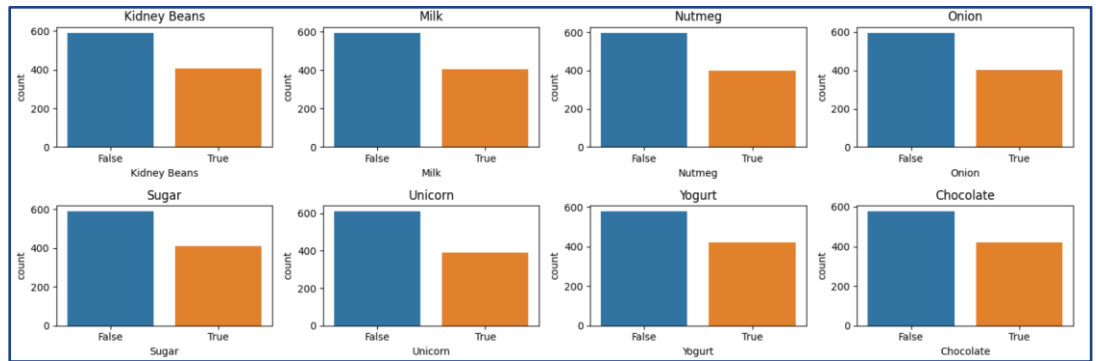 Kidney Beans
600
400
200
0
count
False True
Kidney Beans
Milk
600
400
200
0
count
False True
Milk
Nutmeg
600
400
200
0
count
False True
Nutmeg
Onion
600
400
200
0
count
False True
Onion
Sugar
600
400
200
0
count
False True
Sugar
Unicorn
600
400
200
0
count
False True
Unicorn
Yogurt
600
400
200
0
count
False True
Yogurt
Chocolate
600
400
200
0
count
False True
Chocolate